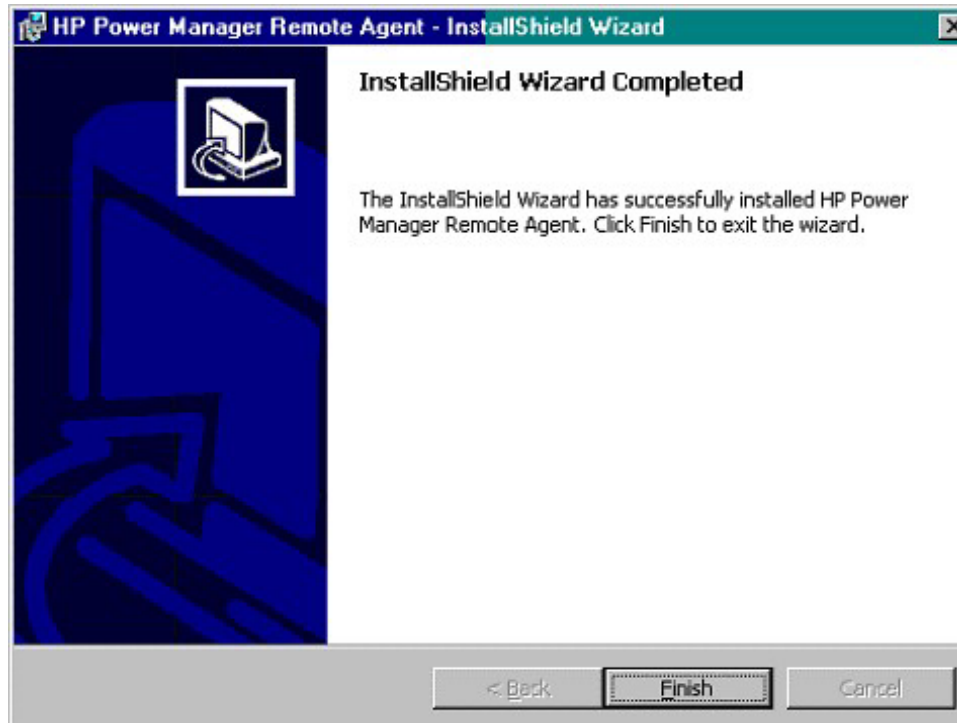 HP Power Manager Remote Agent - InstallShield Wizard
InstallShield Wizard Completed
The InstallShield Wizard has successfully installed HP Power
Manager Remote Agent. Click Finish to exit the wizard.
< Back
Finish
Cancel